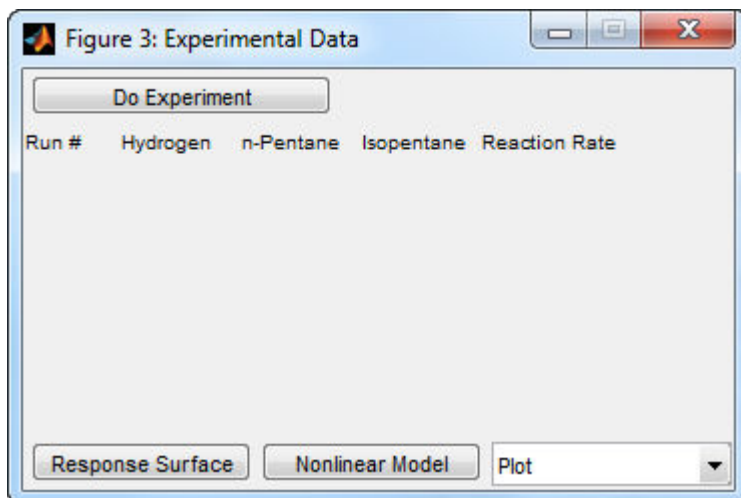 Figure 3: Experimental Data
Do Experiment
Run # Hydrogen n-Pentane Isopentane Reaction Rate
Response Surface Nonlinear Model Plot